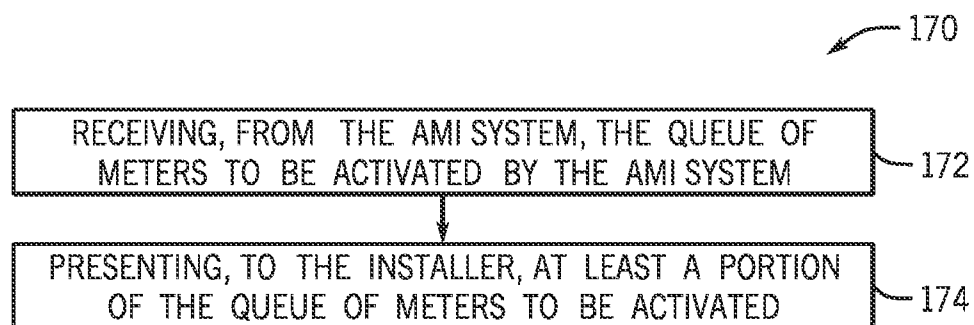 170
RECEIVING, FROM THE AMI SYSTEM, THE QUEUE OF
METERS TO BE ACTIVATED BY THE AMI SYSTEM
172
PRESENTING, TO THE INSTALLER, AT LEAST A PORTION
OF THE QUEUE OF METERS TO BE ACTIVATED
174